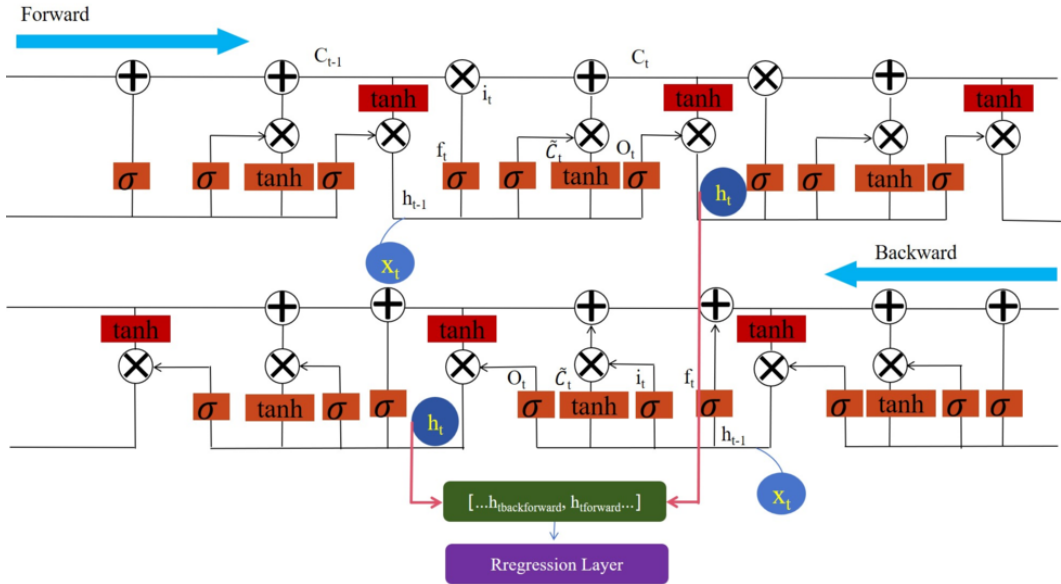 Forward
C_{t-1}
C_t
i_t
tanh
tanh
tanh
f_t
C̃_t
O_t
σ
σ
tanh
σ
σ
σ
tanh
σ
h_t
σ
σ
tanh
σ
h_{t-1}
x_t
Backward
tanh
tanh
tanh
O_t
C̃_t
i_t
f_t
σ
tanh
σ
σ
h_t
σ
tanh
σ
σ
σ
tanh
σ
σ
h_{t-1}
x_t
[...h_{tbackforward}, h_{tforward}...]
Rregression Layer